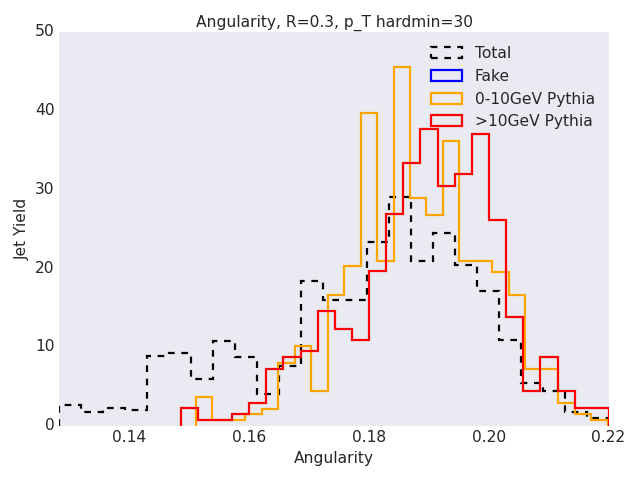 Angularity, R=0.3, p_T hardmin=30
50
40
30
20
10
0
Jet Yield
Total
Fake
0-10GeV Pythia
>10GeV Pythia
0.14
0.16
0.18
0.20
0.22
Angularity